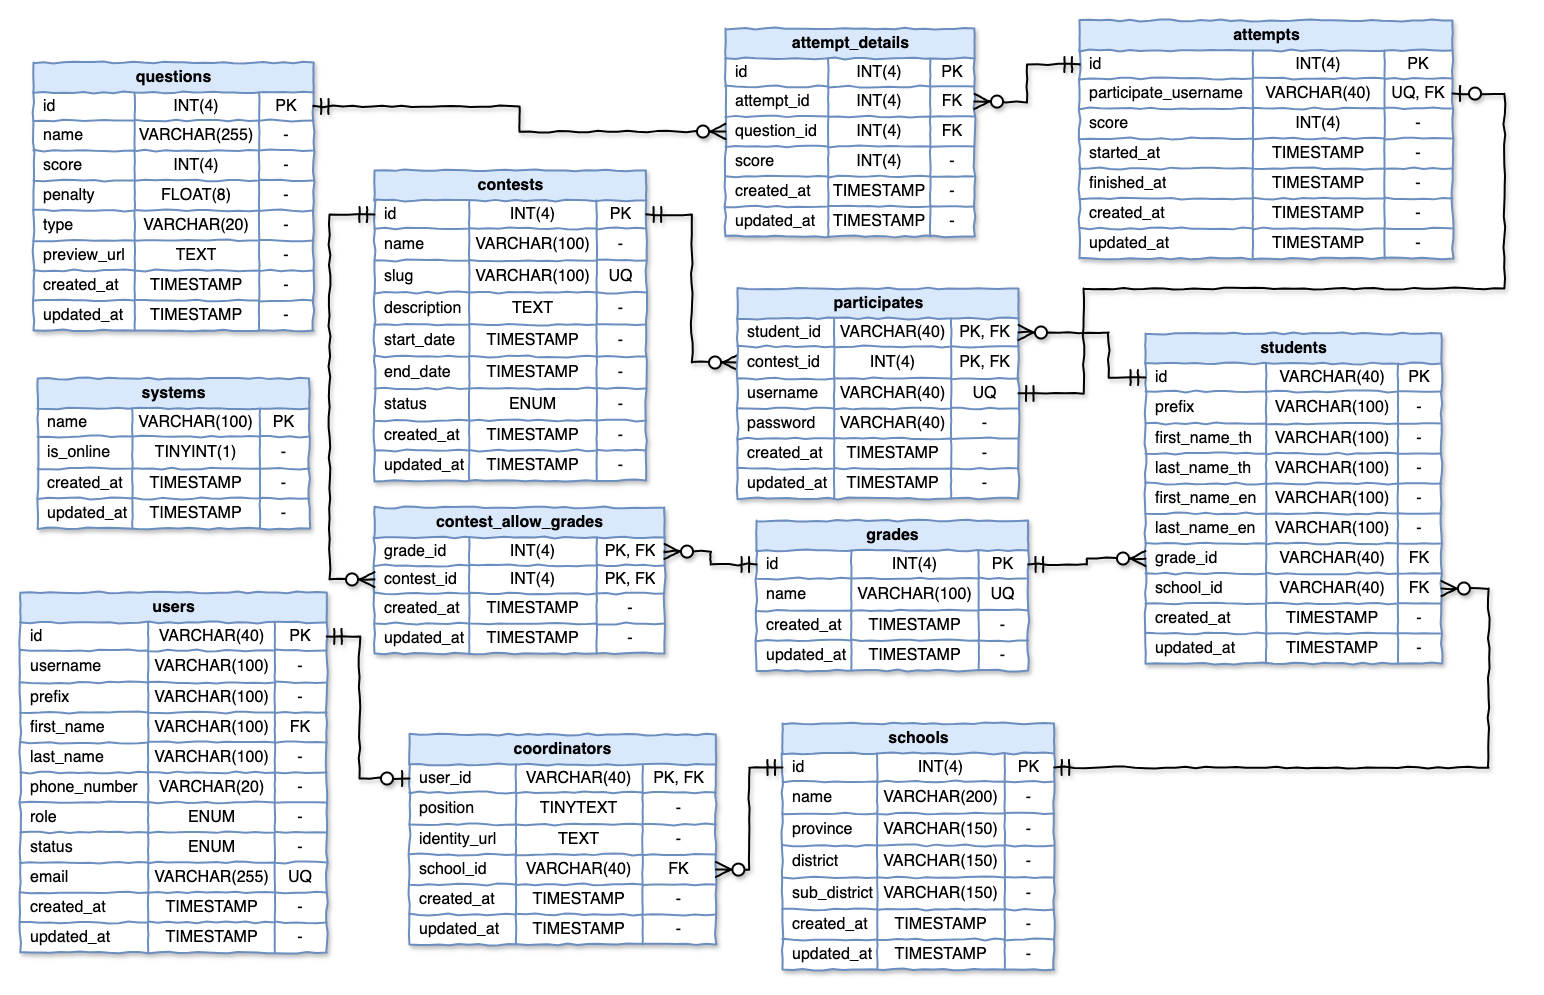 questions
id INT(4) PK
name VARCHAR(255) -
score INT(4) -
penalty FLOAT(8) -
type VARCHAR(20) -
preview_url TEXT -
created_at TIMESTAMP -
updated_at TIMESTAMP -
attempt_details
id INT(4) PK
attempt_id INT(4) FK
question_id INT(4) FK
score INT(4) -
created_at TIMESTAMP -
updated_at TIMESTAMP -
attempts
id INT(4) PK
participate_username VARCHAR(40) UQ, FK
score INT(4) -
started_at TIMESTAMP -
finished_at TIMESTAMP -
created_at TIMESTAMP -
updated_at TIMESTAMP -
contests
id INT(4) PK
name VARCHAR(100) -
slug VARCHAR(100) UQ
description TEXT -
start_date TIMESTAMP -
end_date TIMESTAMP -
status ENUM -
created_at TIMESTAMP -
updated_at TIMESTAMP -
participates
student_id VARCHAR(40) PK, FK
contest_id INT(4) PK, FK
username VARCHAR(40) UQ
password VARCHAR(40) -
created_at TIMESTAMP -
updated_at TIMESTAMP -
students
id VARCHAR(40) PK
prefix VARCHAR(100) -
first_name_th VARCHAR(100) -
last_name_th VARCHAR(100) -
first_name_en VARCHAR(100) -
last_name_en VARCHAR(100) -
grade_id VARCHAR(40) FK
school_id VARCHAR(40) FK
created_at TIMESTAMP -
updated_at TIMESTAMP -
systems
name VARCHAR(100) PK
is_online TINYINT(1) -
created_at TIMESTAMP -
updated_at TIMESTAMP -
contest_allow_grades
grade_id INT(4) PK, FK
contest_id INT(4) PK, FK
created_at TIMESTAMP -
updated_at TIMESTAMP -
grades
id INT(4) PK
name VARCHAR(100) UQ
created_at TIMESTAMP -
updated_at TIMESTAMP -
users
id VARCHAR(40) PK
username VARCHAR(100) -
prefix VARCHAR(100) -
first_name VARCHAR(100) FK
last_name VARCHAR(100) -
phone_number VARCHAR(20) -
role ENUM -
status ENUM -
email VARCHAR(255) UQ
created_at TIMESTAMP -
updated_at TIMESTAMP -
coordinators
user_id VARCHAR(40) PK, FK
position TINYTEXT -
identity_url TEXT -
school_id VARCHAR(40) FK
created_at TIMESTAMP -
updated_at TIMESTAMP -
schools
id INT(4) PK
name VARCHAR(200) -
province VARCHAR(150) -
district VARCHAR(150) -
sub_district VARCHAR(150) -
created_at TIMESTAMP -
updated_at TIMESTAMP -